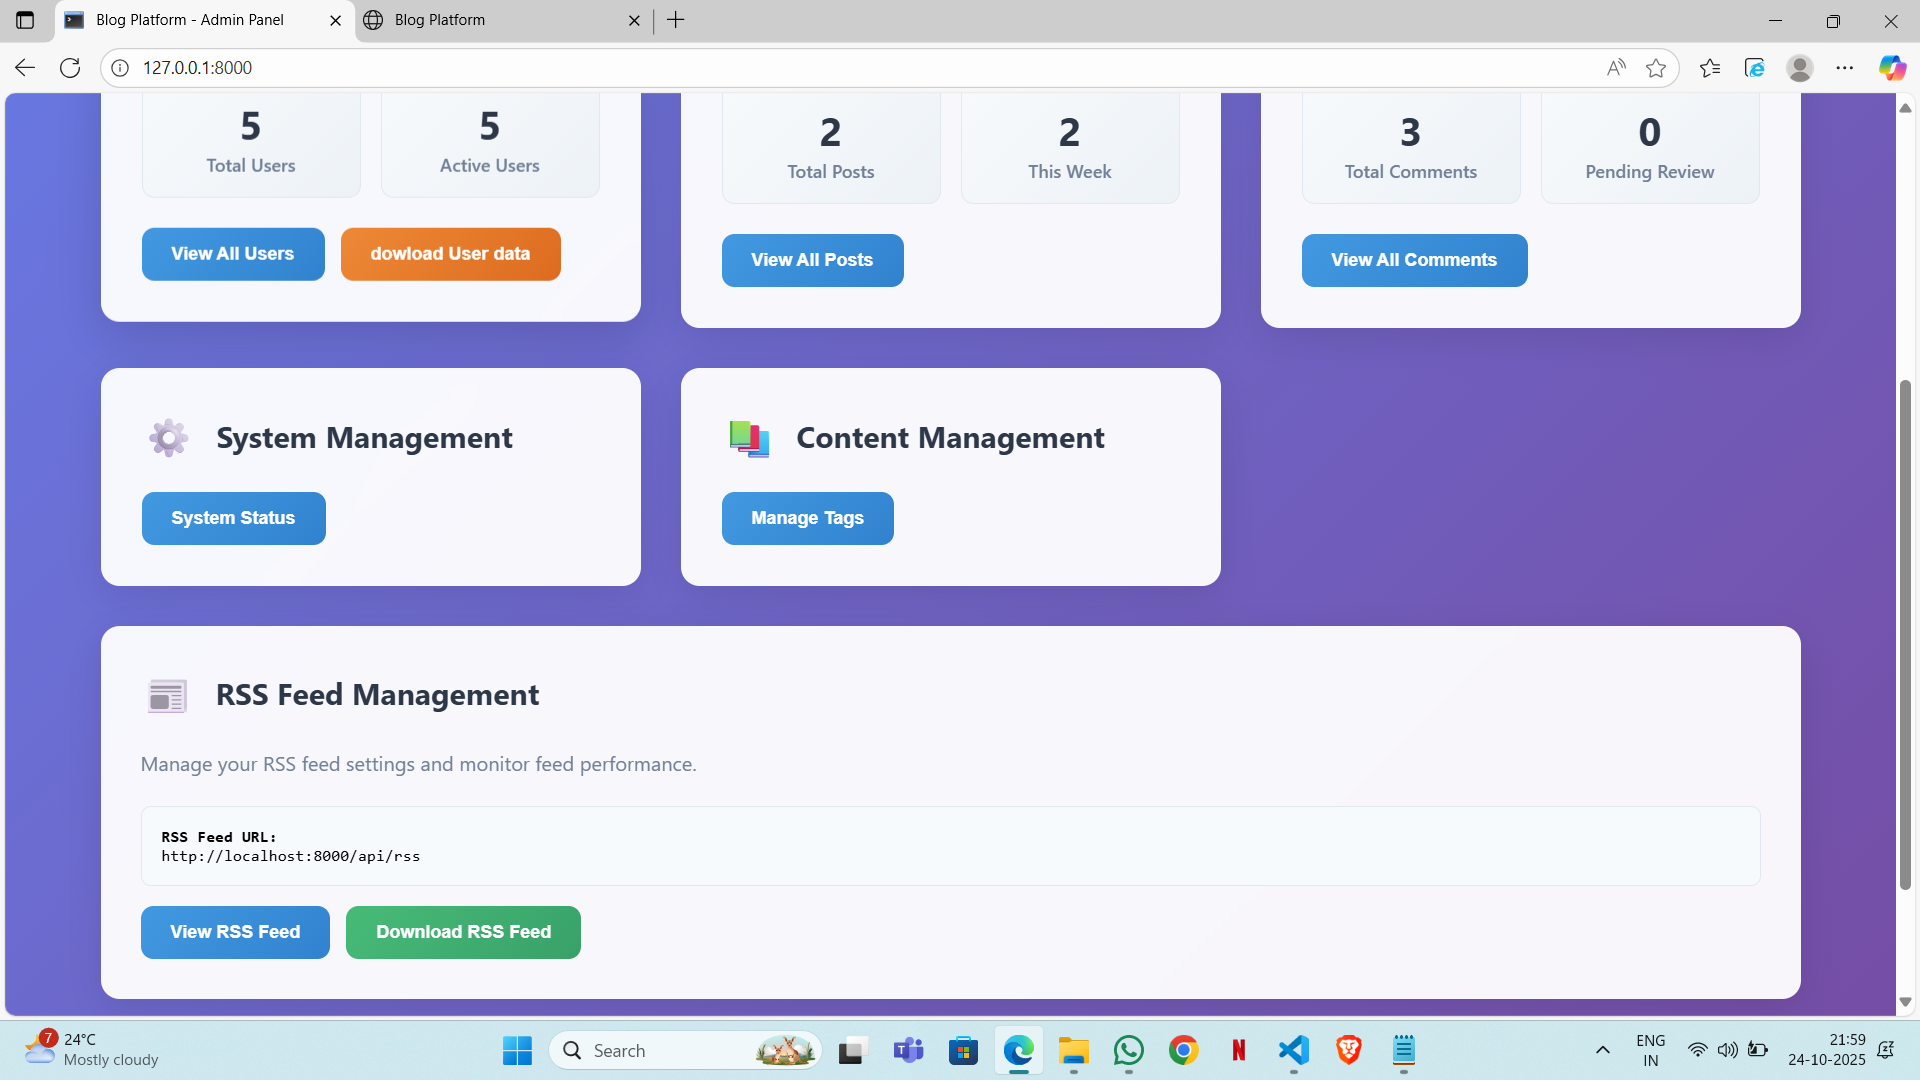 Blog Platform - Admin Panel
Blog Platform
127.0.0.1:8000
5
Total Users
5
Active Users
View All Users
dowload User data
2
Total Posts
2
This Week
View All Posts
3
Total Comments
0
Pending Review
View All Comments
System Management
System Status
Content Management
Manage Tags
RSS Feed Management
Manage your RSS feed settings and monitor feed performance.
RSS Feed URL:
http://localhost:8000/api/rss
View RSS Feed
Download RSS Feed
7
24°C
Mostly cloudy
Search
N
ENG
IN
21:59
24-10-2025